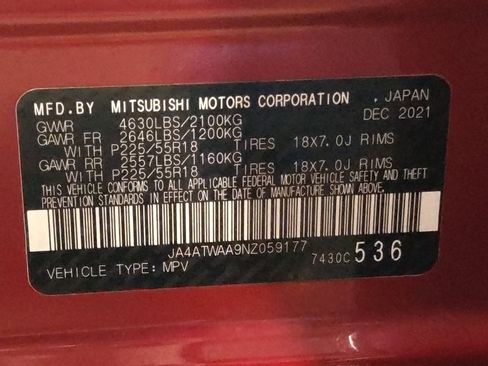 MFD.BY MITSUBISHI MOTORS CORPORATION, JAPAN
GVWR 4630LBS/2100KG DEC 2021
GAWR FR 2646LBS/1200KG
WITH P225/55R18 TIRES 18X7.0J RIMS
GAWR RR 2557LBS/1160KG
WITH P225/55R18 TIRES 18X7.0J RIMS
THIS VEHICLE CONFORMS TO ALL APPLICABLE FEDERAL MOTOR VEHICLE SAFETY AND THEFT
PREVENTION STANDARDS IN EFFECT ON THE DATE OF MANUFACTURE SHOWN ABOVE.
JA4ATWAA9NZ059177 7430C 536
VEHICLE TYPE: MPV